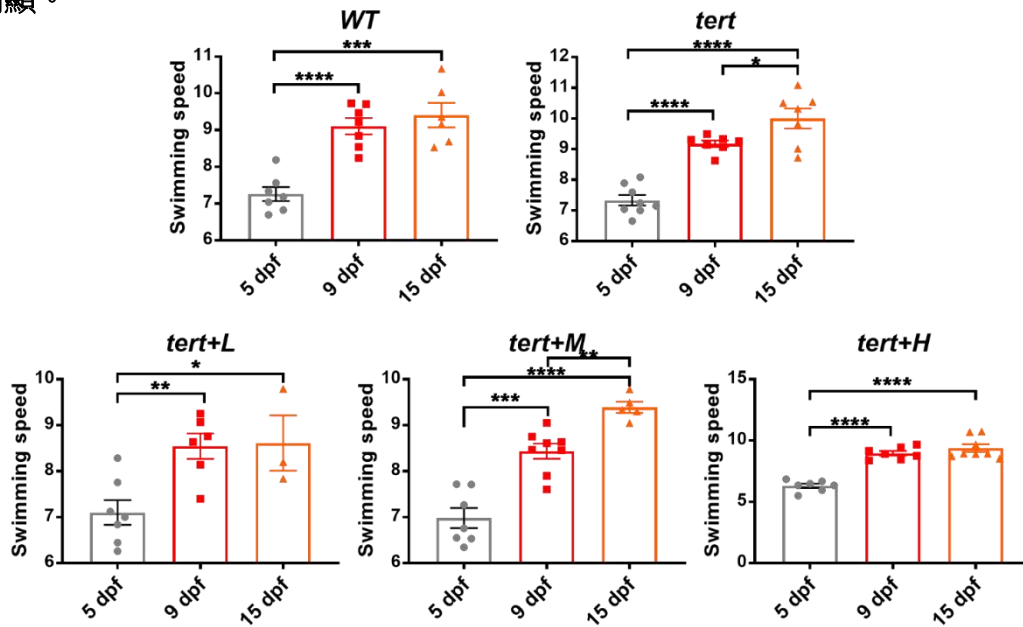 顯。
WT
tert
Swimming speed
11
10
9
8
7
6
***
****
5 dpf
9 dpf
15 dpf
Swimming speed
12
11
10
9
8
7
6
****
*
****
5 dpf
9 dpf
15 dpf
tert+L
tert+M
tert+H
Swimming speed
10
9
8
7
6
*
**
5 dpf
9 dpf
15 dpf
Swimming speed
10
9
8
7
6
**
****
***
5 dpf
9 dpf
15 dpf
Swimming speed
15
10
5
0
****
****
5 dpf
9 dpf
15 dpf